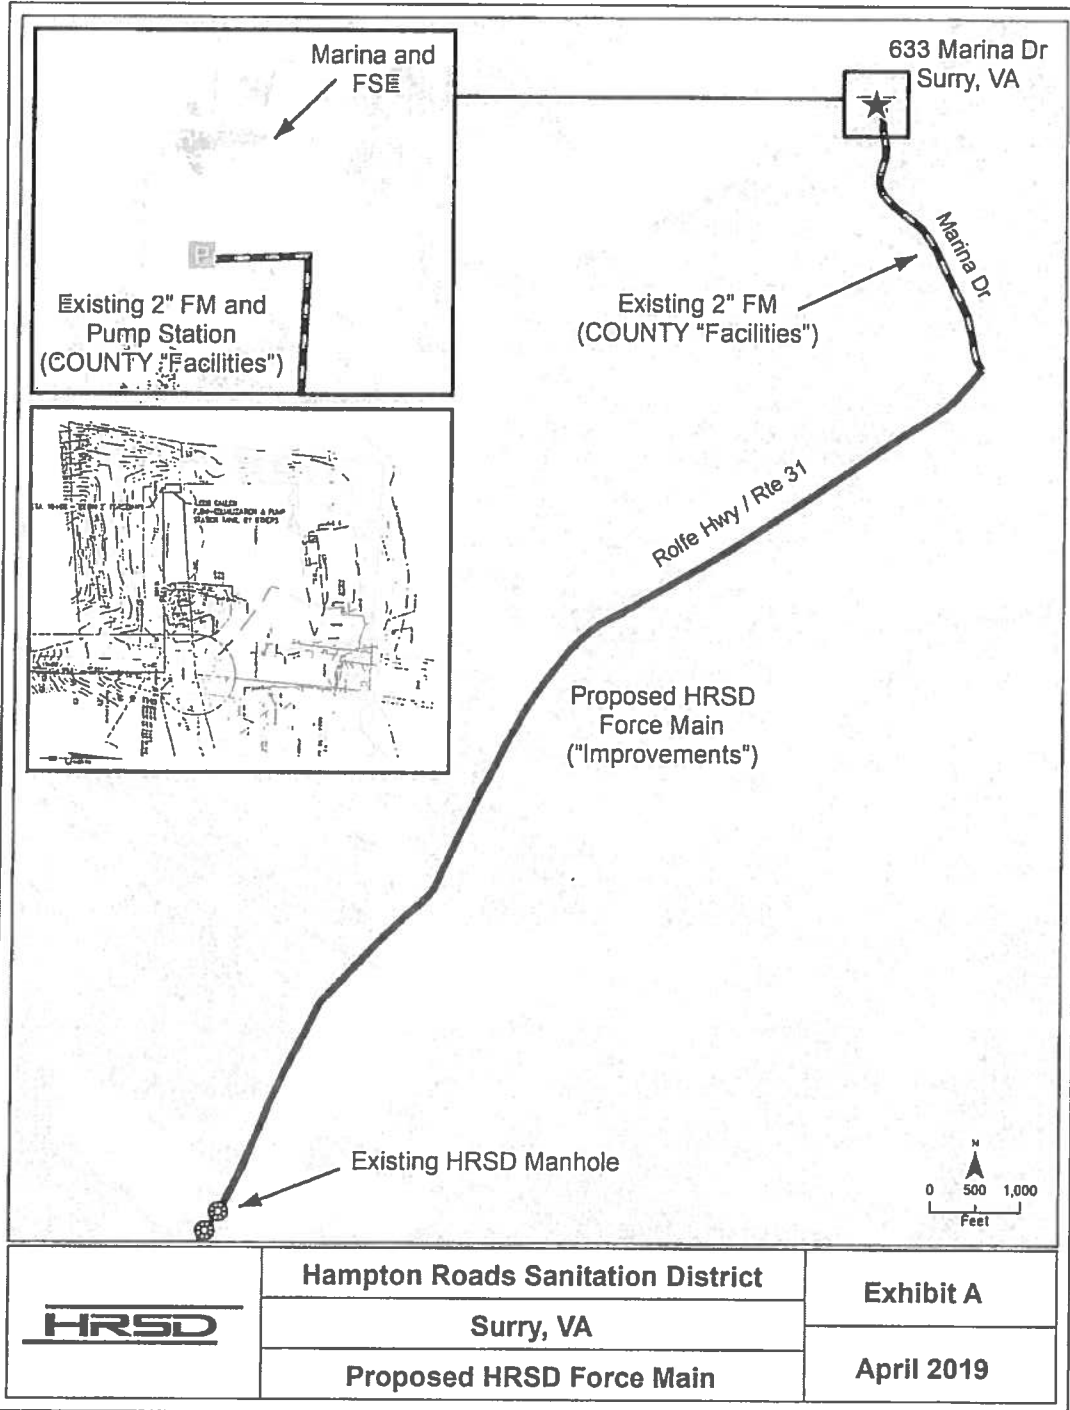 Marina and
FSE
633 Marina Dr
Surry, VA
P
Existing 2" FM and
Pump Station
(COUNTY "Facilities")
Marina Dr
Existing 2" FM
(COUNTY "Facilities")
Rolfe Hwy / Rte 31
STATION
Proposed HRSD
Force Main
("Improvements")
Existing HRSD Manhole
N
0 500 1,000
Feet
HRSD
Hampton Roads Sanitation District
Surry, VA
Proposed HRSD Force Main
Exhibit A
April 2019